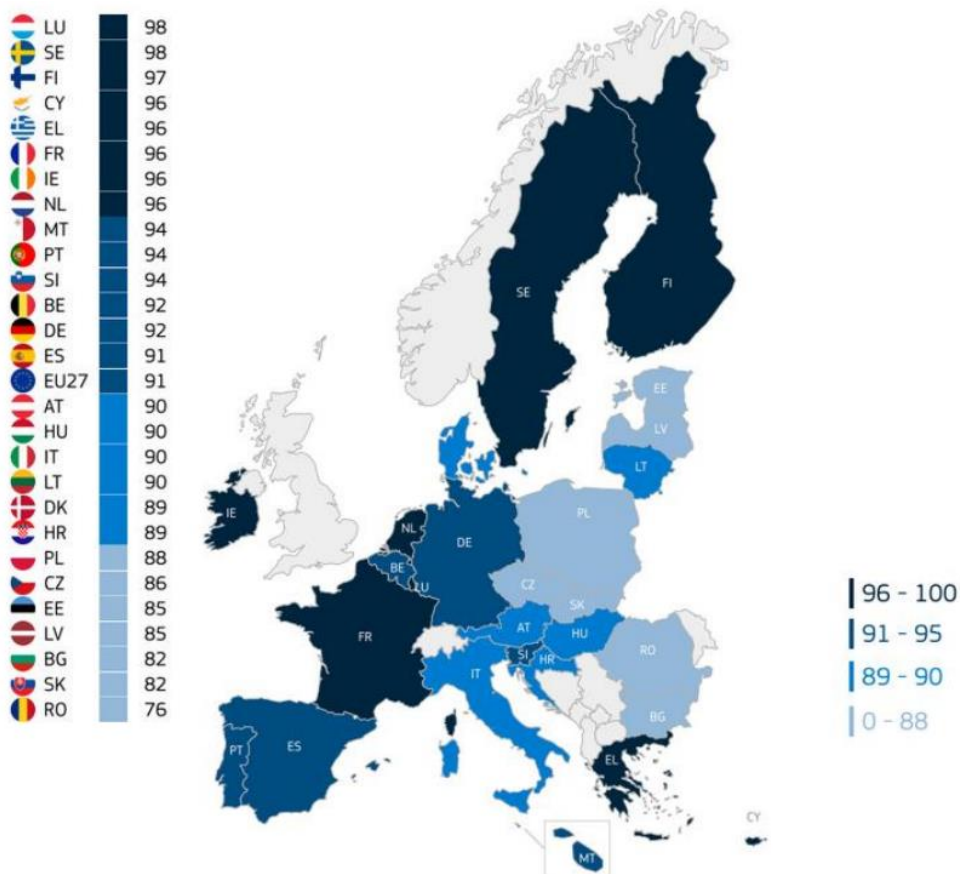 LU 98
SE 98
FI 97
CY 96
EL 96
FR 96
IE 96
NL 96
MT 94
PT 94
SI 94
BE 92
DE 92
ES 91
EU27 91
AT 90
HU 90
IT 90
LT 90
DK 89
HR 89
PL 88
CZ 86
EE 85
LV 85
BG 82
SK 82
RO 76
FI
SE
EE
LV
LT
IE
NL
PL
DE
BE
CZ
LU
SK
FR
AT
HU
SI
HR
RO
IT
BG
PT
ES
EL
CY
MT
96 - 100
91 - 95
89 - 90
0 - 88